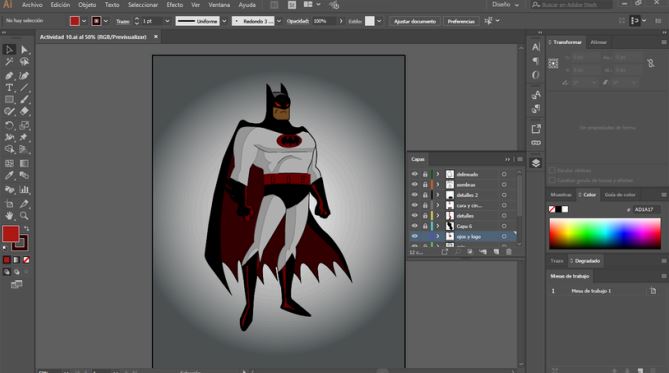 Ai Archivo Edición Objeto Texto Seleccionar Efecto Ver Ventana Ayuda Br St Diseño Buscar en Adobe Stock
No hay selección Trazo: 1 pt Uniforme Redondo 3 ... Opacidad: 100% Estilo: Ajustar documento Preferencias
Actividad 10.ai al 50% (RGB/Previsualizar) ×
Transformar Alinear
Capas
delineado
sombras
detalles 2
cara y cin...
detalles
Capa 6
ojos y logo
12 c...
Muestras Color Guía de color
# AD1A17
Trazo Degradado
Mesas de trabajo
1 Mesa de trabajo 1